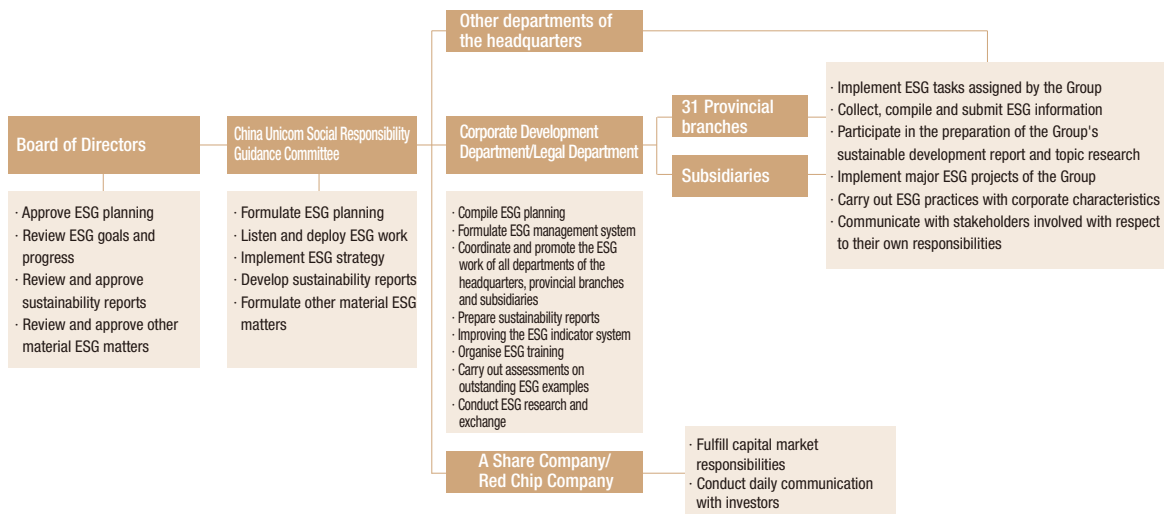 Other departments of
the headquarters
Board of Directors
· Approve ESG planning
· Review ESG goals and
progress
· Review and approve
sustainability reports
· Review and approve other
material ESG matters
China Unicom Social Responsibility
Guidance Committee
· Formulate ESG planning
· Listen and deploy ESG work
· Implement ESG strategy
· Develop sustainability reports
· Formulate other material ESG
matters
Corporate Development
Department/Legal Department
· Compile ESG planning
· Formulate ESG management system
· Coordinate and promote the ESG
work of all departments of the
headquarters, provincial branches
and subsidiaries
· Prepare sustainability reports
· Improving the ESG indicator system
· Organise ESG training
· Carry out assessments on
outstanding ESG examples
· Conduct ESG research and
exchange
31 Provincial
branches
Subsidiaries
· Implement ESG tasks assigned by the Group
· Collect, compile and submit ESG information
· Participate in the preparation of the Group's
sustainable development report and topic research
· Implement major ESG projects of the Group
· Carry out ESG practices with corporate characteristics
· Communicate with stakeholders involved with respect
to their own responsibilities
A Share Company/
Red Chip Company
· Fulfill capital market
responsibilities
· Conduct daily communication
with investors